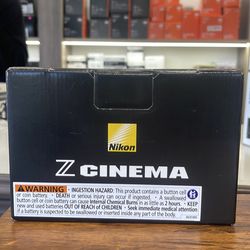 Nikon
Z CINEMA
WARNING • INGESTION HAZARD: This product contains a button cell
or coin battery. • DEATH or serious injury can occur if ingested. • A swallowed
button cell or coin battery can cause Internal Chemical Burns in as little as 2 hours. • KEEP
new and used batteries OUT OF REACH of CHILDREN. • Seek immediate medical attention
if a battery is suspected to be swallowed or inserted inside any part of the body.